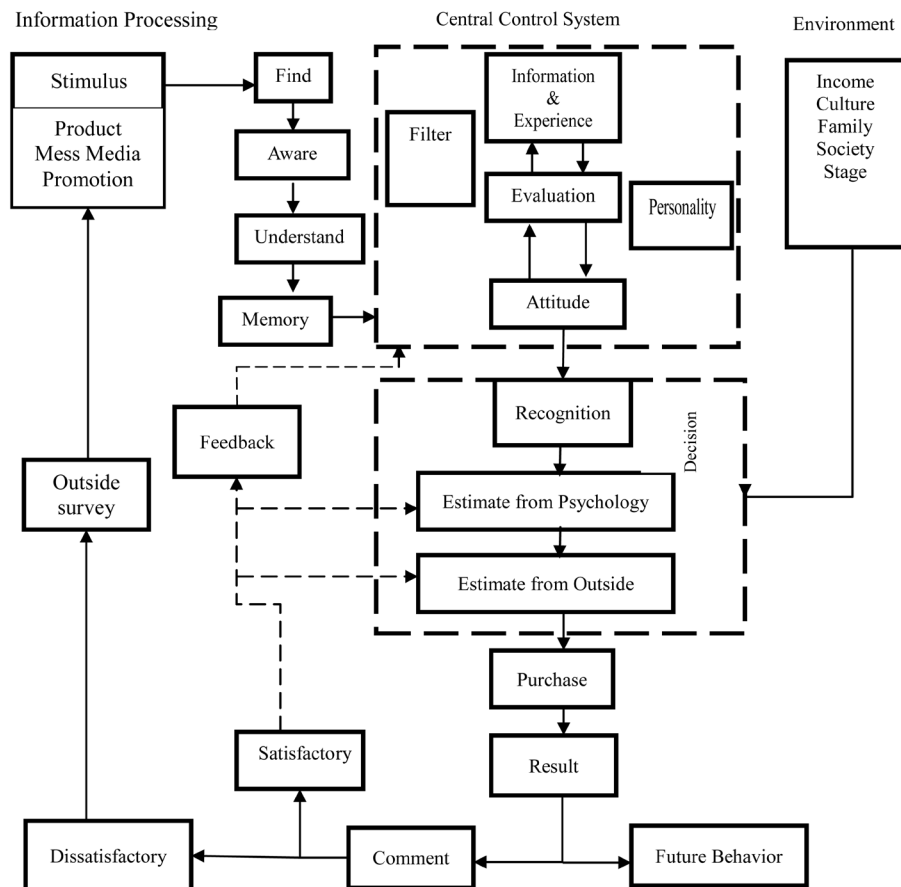 Information Processing
Central Control System
Environment
Stimulus
Product
Mess Media
Promotion
Find
Aware
Understand
Memory
Filter
Information
&
Experience
Evaluation
Personality
Attitude
Income
Culture
Family
Society
Stage
Feedback
Outside
survey
Recognition
Decision
Estimate from Psychology
Estimate from Outside
Purchase
Satisfactory
Result
Dissatisfactory
Comment
Future Behavior